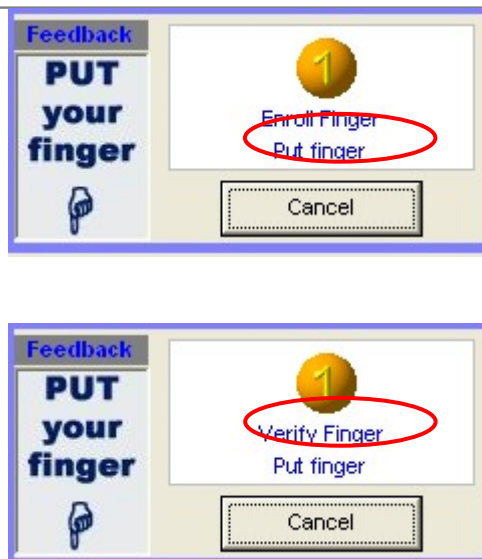 Feedback
PUT
your
finger
1
Enroll Finger
Put finger
Cancel
Feedback
PUT
your
finger
1
Verify Finger
Put finger
Cancel